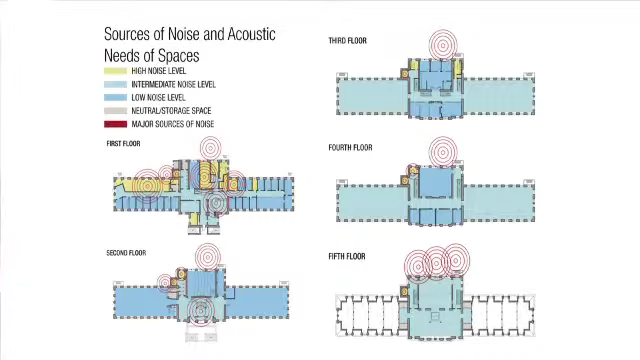 Sources of Noise and Acoustic
Needs of Spaces
HIGH NOISE LEVEL
INTERMEDIATE NOISE LEVEL
LOW NOISE LEVEL
NEUTRAL/STORAGE SPACE
MAJOR SOURCES OF NOISE
FIRST FLOOR
SECOND FLOOR
THIRD FLOOR
FOURTH FLOOR
FIFTH FLOOR